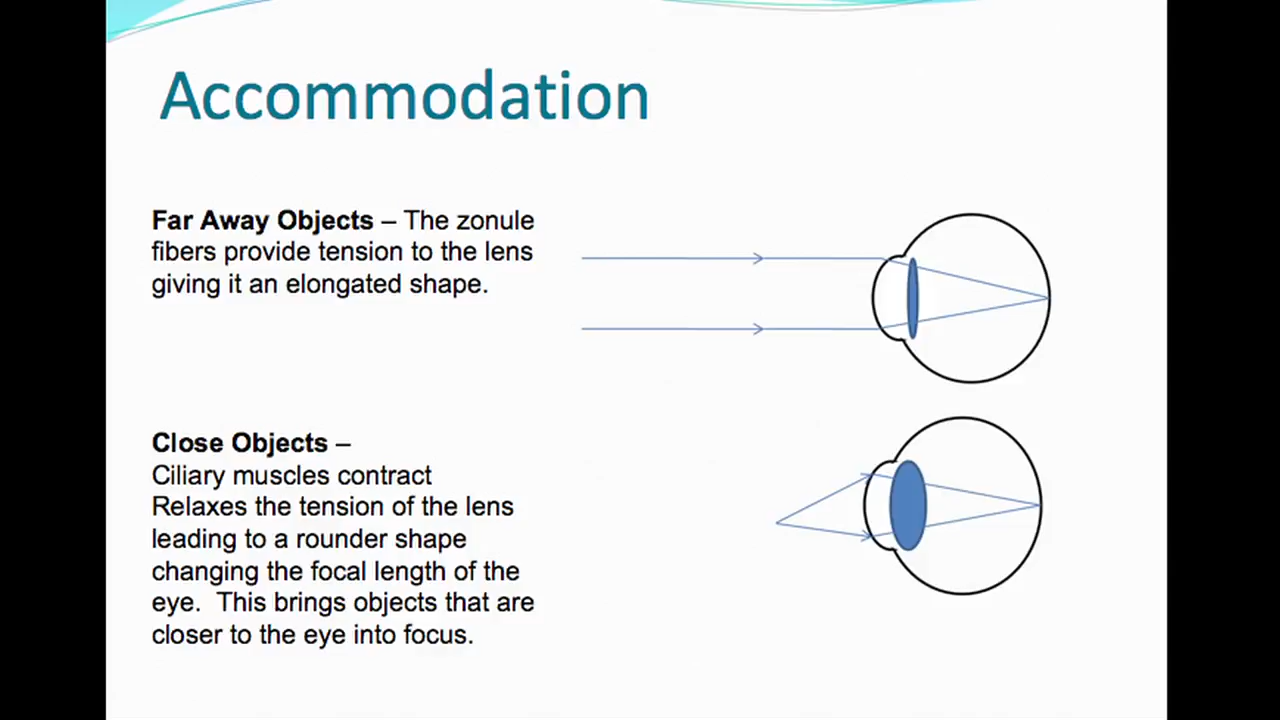 Accommodation
Far Away Objects – The zonule
fibers provide tension to the lens
giving it an elongated shape.
Close Objects –
Ciliary muscles contract
Relaxes the tension of the lens
leading to a rounder shape
changing the focal length of the
eye.  This brings objects that are
closer to the eye into focus.